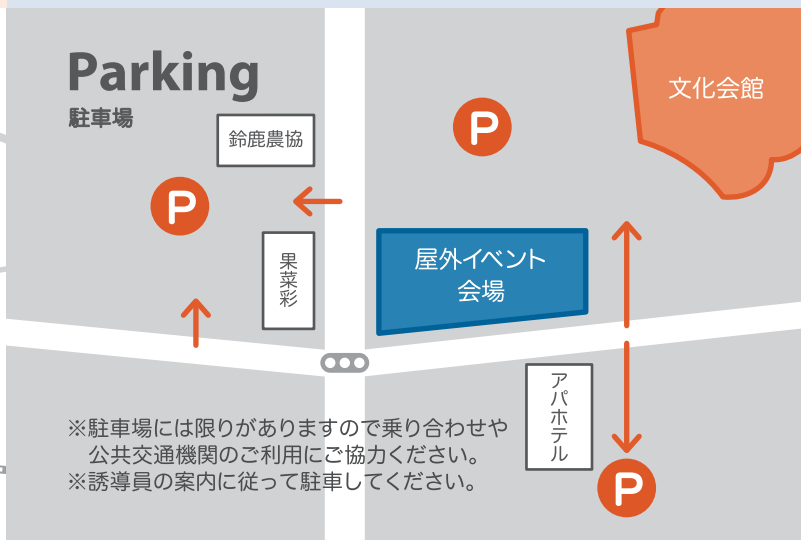 Parking
駐車場
文化会館
P
鈴鹿農協
P
果菜彩
屋外イベント
会場
アパホテル
※駐車場には限りがありますので乗り合わせや
公共交通機関のご利用にご協力ください。
※誘導員の案内に従って駐車してください。
P